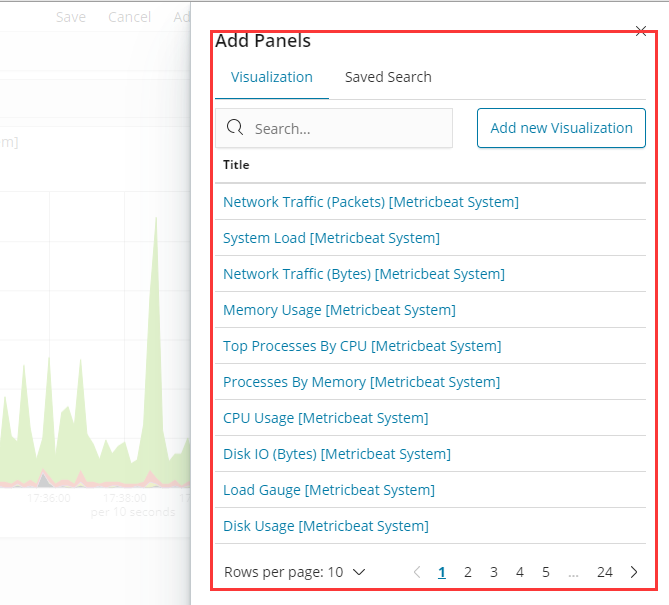 Save Cancel Ad
Add Panels
Visualization Saved Search
Search...
Add new Visualization
m]
Title
Network Traffic (Packets) [Metricbeat System]
System Load [Metricbeat System]
Network Traffic (Bytes) [Metricbeat System]
Memory Usage [Metricbeat System]
Top Processes By CPU [Metricbeat System]
Processes By Memory [Metricbeat System]
CPU Usage [Metricbeat System]
Disk IO (Bytes) [Metricbeat System]
Load Gauge [Metricbeat System]
Disk Usage [Metricbeat System]
17:36:00 17:38:00 17
per 10 seconds
Rows per page: 10 1 2 3 4 5 ... 24